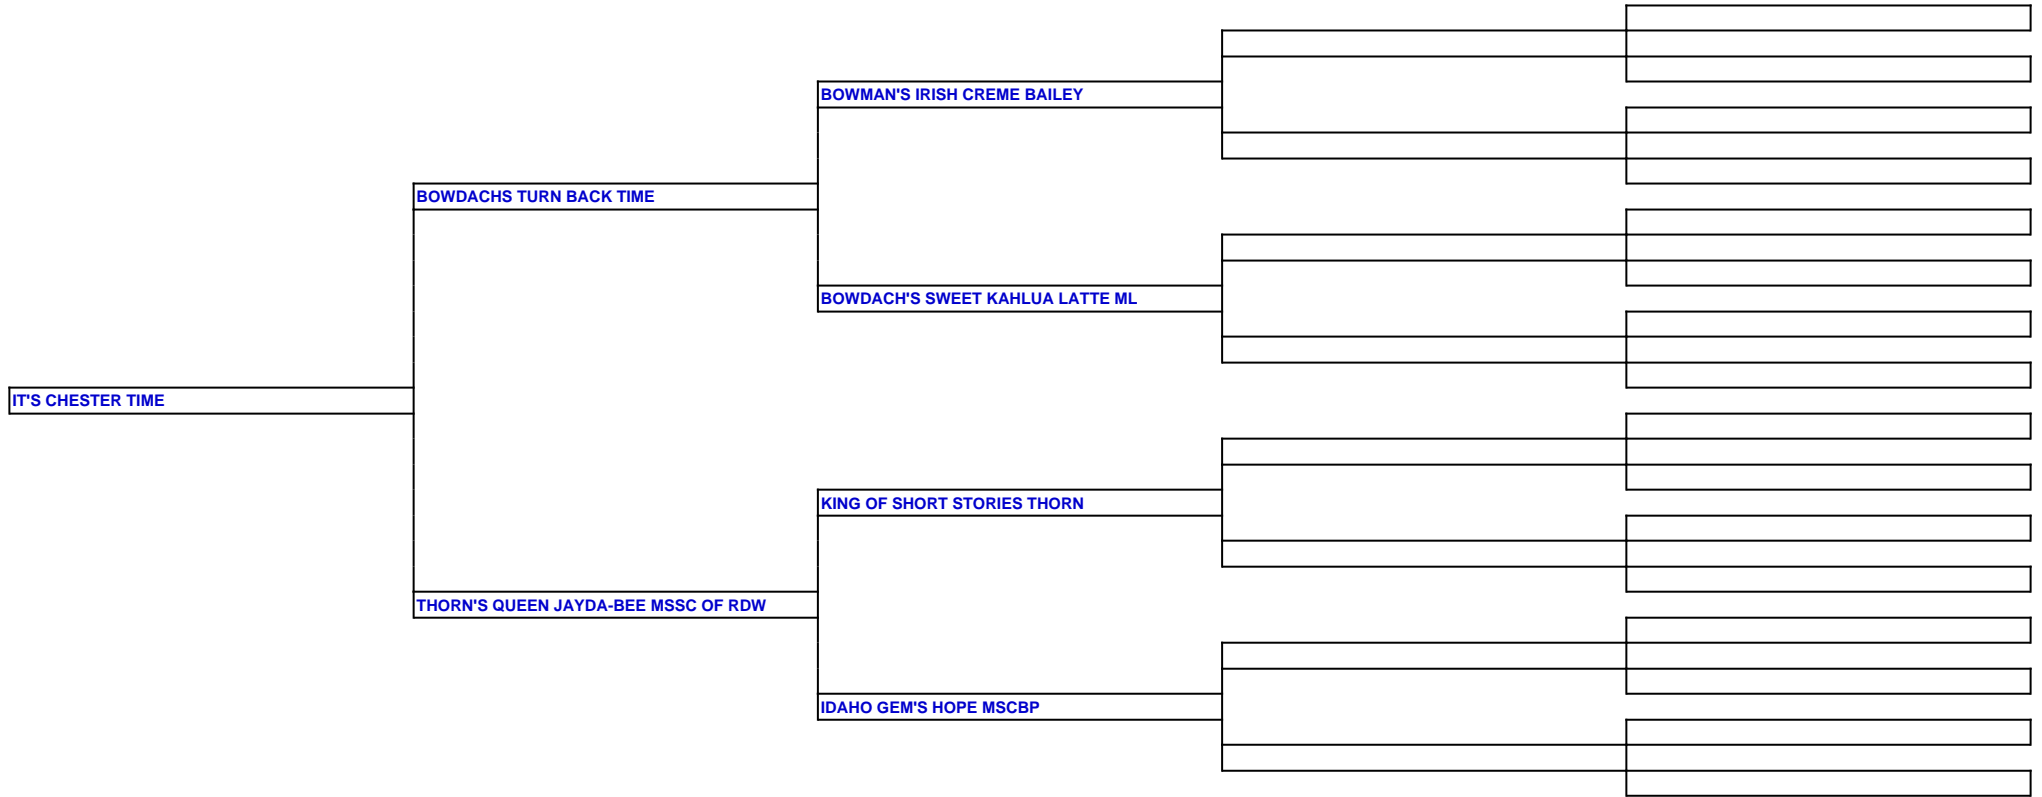 BOWMAN'S IRISH CREME BAILEY
BOWDACHS TURN BACK TIME
BOWDACH'S SWEET KAHLUA LATTE ML
IT'S CHESTER TIME
KING OF SHORT STORIES THORN
THORN'S QUEEN JAYDA-BEE MSSC OF RDW
IDAHO GEM'S HOPE MSCBP